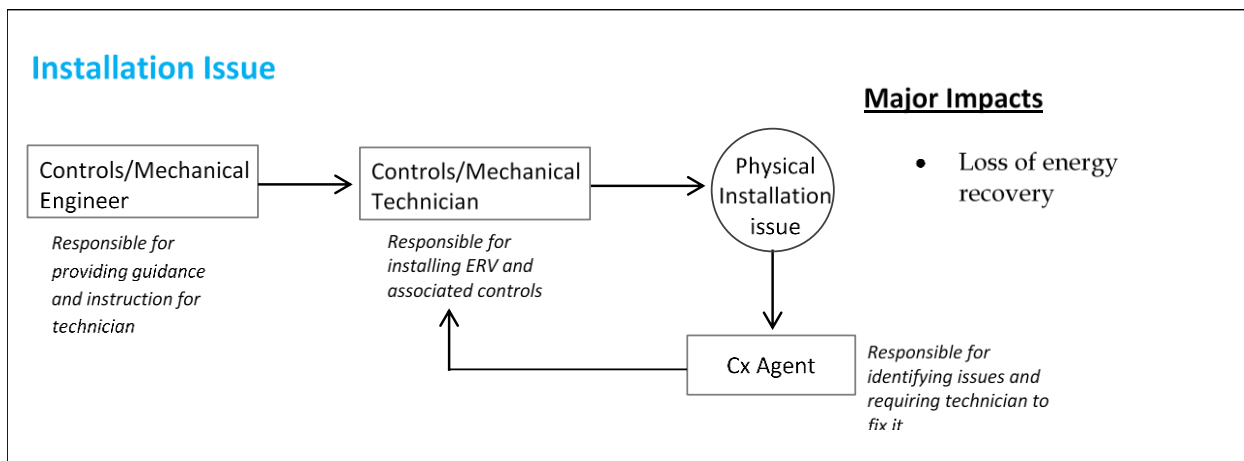 Installation Issue
Major Impacts
Controls/Mechanical
Engineer
Controls/Mechanical
Technician
Physical
Installation
issue
• Loss of energy
recovery
Responsible for
providing guidance
and instruction for
technician
Responsible for
installing ERV and
associated controls
Cx Agent
Responsible for
identifying issues and
requiring technician to
fix it